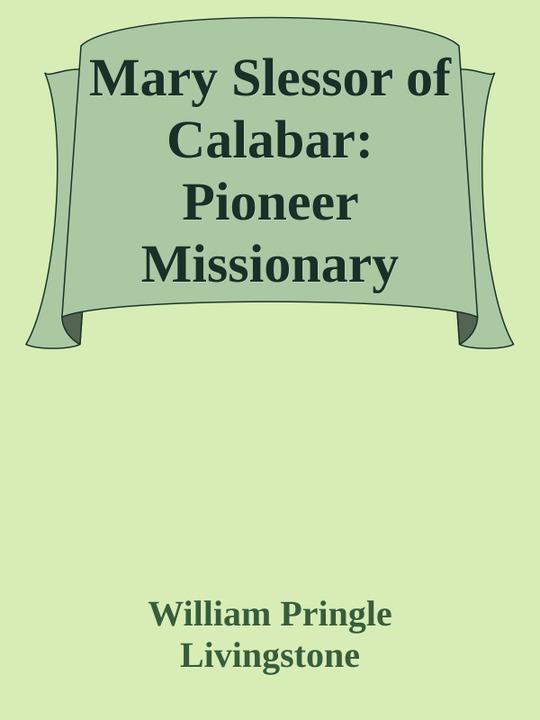 Mary Slessor of
Calabar:
Pioneer
Missionary
William Pringle
Livingstone